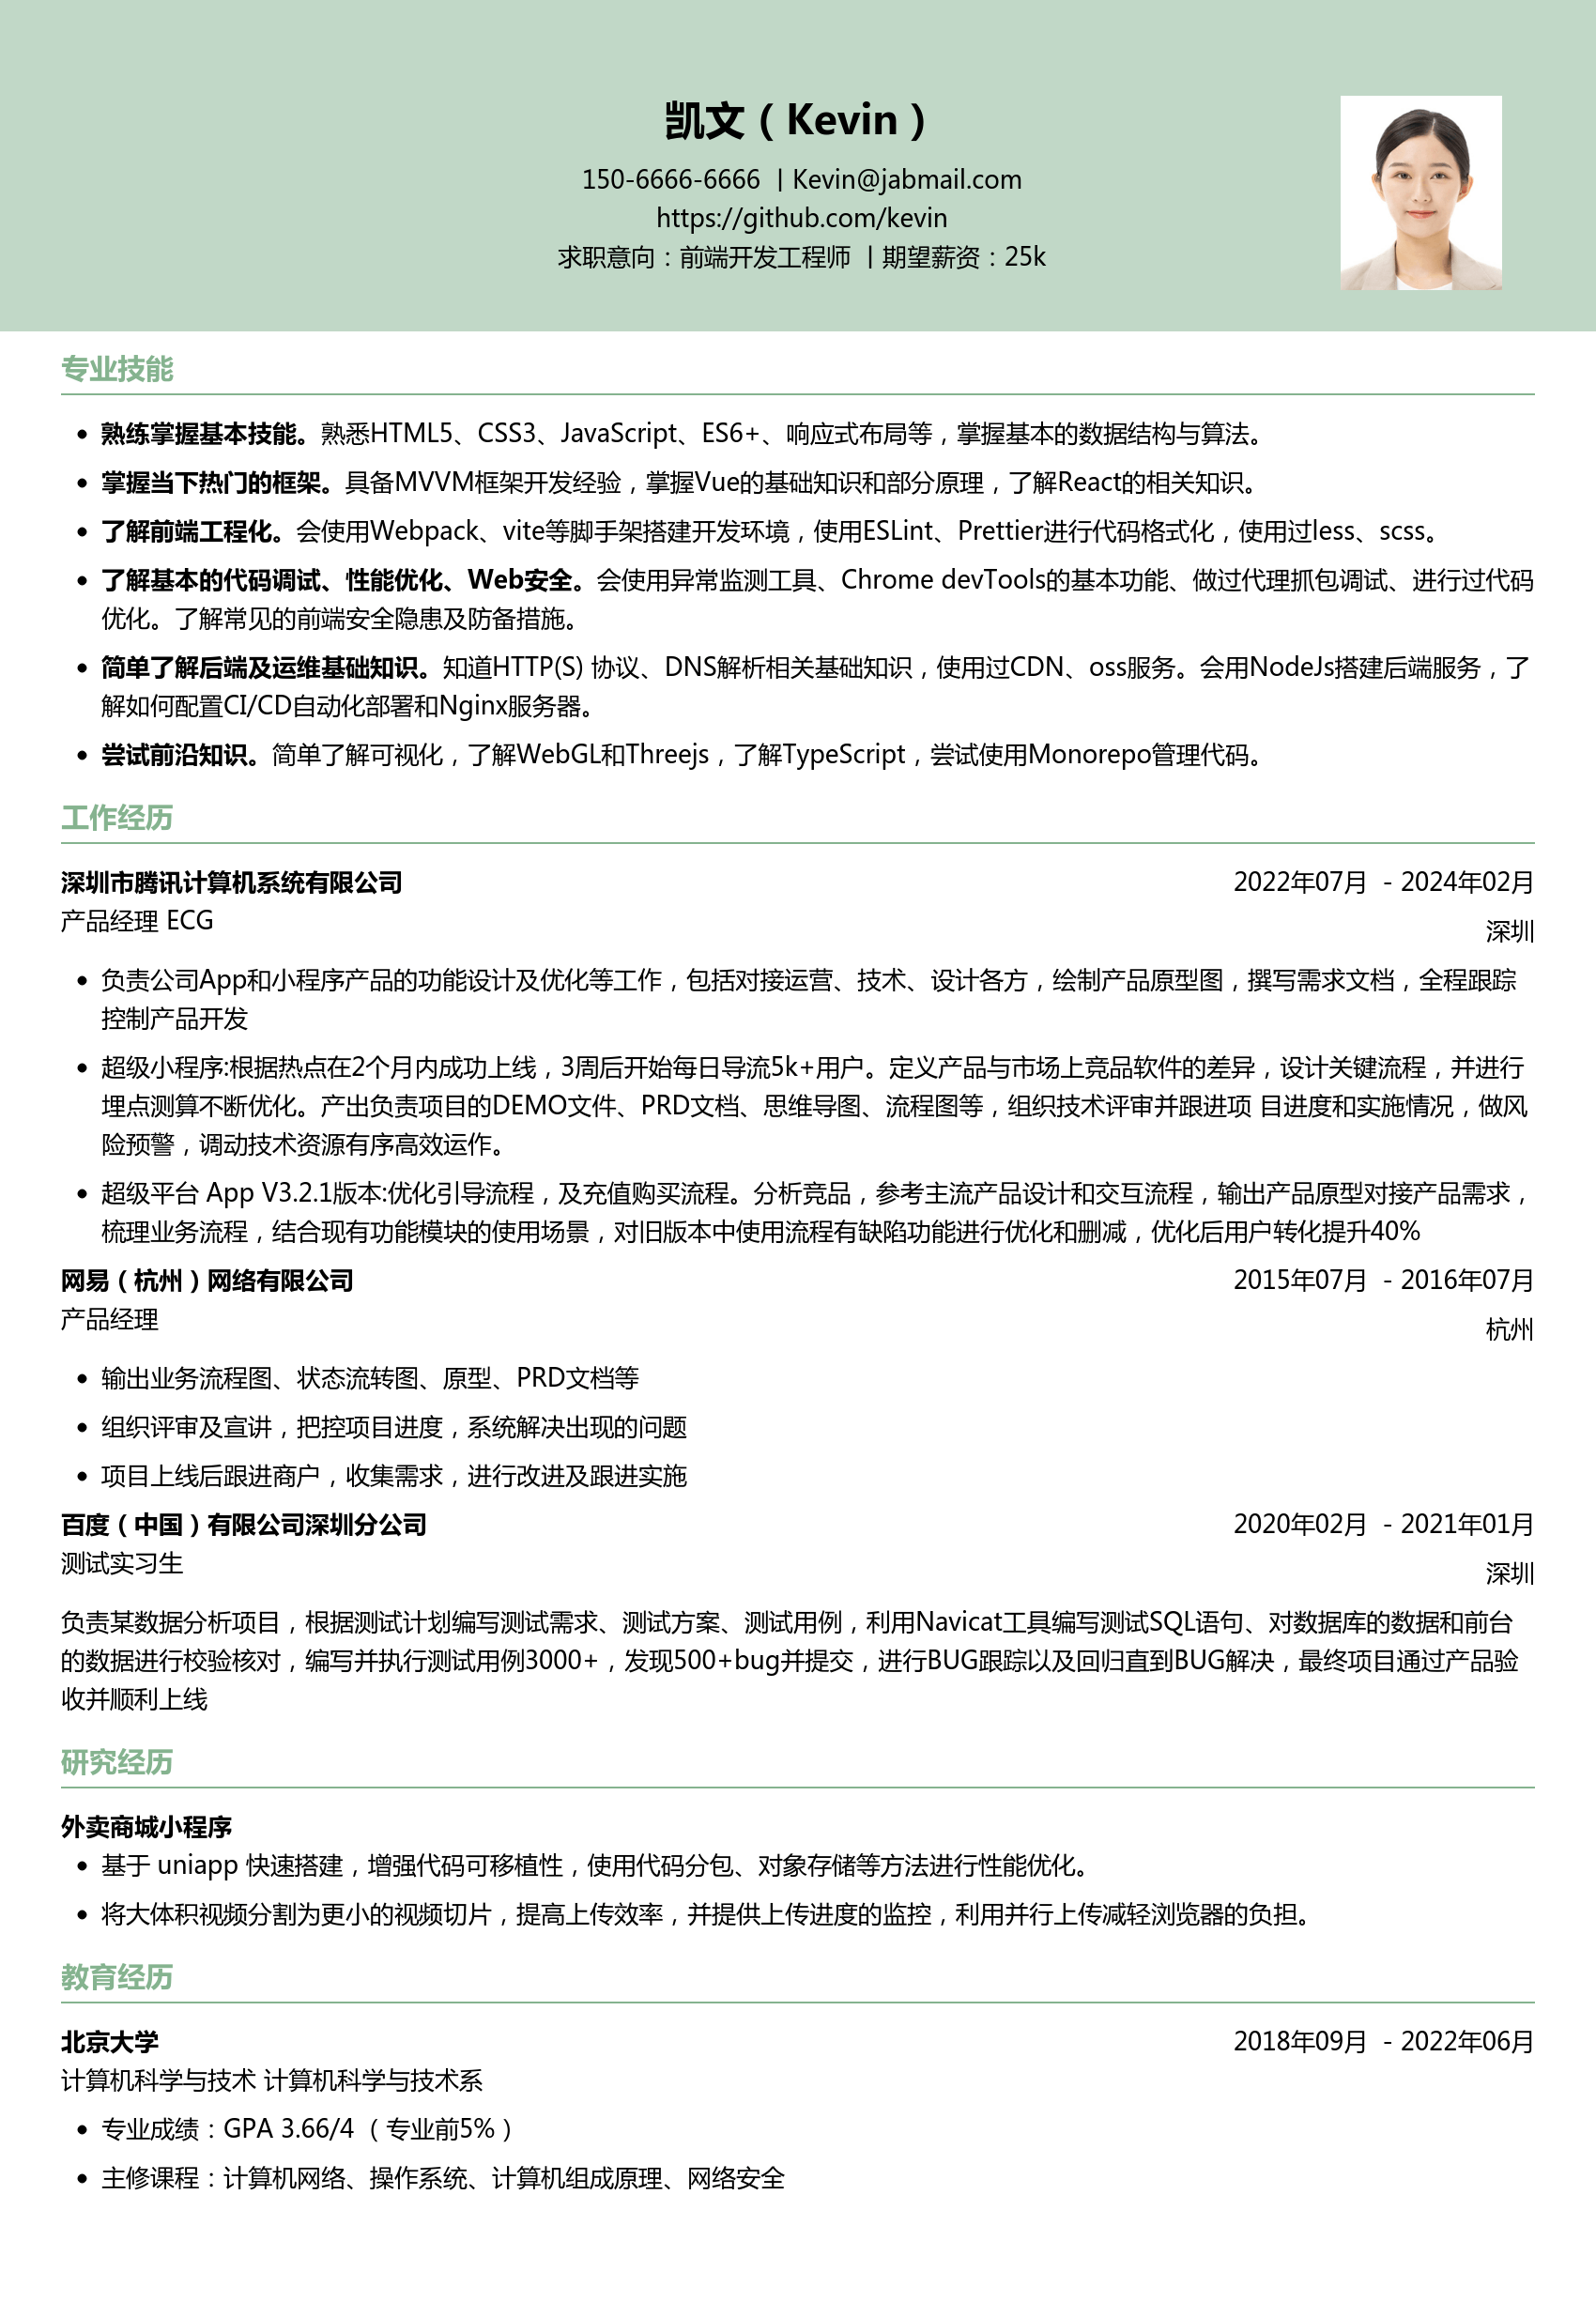 凯文（Kevin）
150-6666-6666 | Kevin@jabmail.com
https://github.com/kevin
求职意向：前端开发工程师 | 期望薪资：25k
专业技能
• 熟练掌握基本技能。熟悉HTML5、CSS3、JavaScript、ES6+、响应式布局等，掌握基本的数据结构与算法。
• 掌握当下热门的框架。具备MVVM框架开发经验，掌握Vue的基础知识和部分原理，了解React的相关知识。
• 了解前端工程化。会使用Webpack、vite等脚手架搭建开发环境，使用ESLint、Prettier进行代码格式化，使用过less、scss。
• 了解基本的代码调试、性能优化、Web安全。会使用异常监测工具、Chrome devTools的基本功能、做过代理抓包调试、进行过代码
优化。了解常见的前端安全隐患及防备措施。
• 简单了解后端及运维基础知识。知道HTTP(S) 协议、DNS解析相关基础知识，使用过CDN、oss服务。会用NodeJs搭建后端服务，了
解如何配置CI/CD自动化部署和Nginx服务器。
• 尝试前沿知识。简单了解可视化，了解WebGL和Threejs，了解TypeScript，尝试使用Monorepo管理代码。
工作经历
深圳市腾讯计算机系统有限公司 2022年07月 - 2024年02月
产品经理 ECG 深圳
• 负责公司App和小程序产品的功能设计及优化等工作，包括对接运营、技术、设计各方，绘制产品原型图，撰写需求文档，全程跟踪
控制产品开发
• 超级小程序:根据热点在2个月内成功上线，3周后开始每日导流5k+用户。定义产品与市场上竞品软件的差异，设计关键流程，并进行
埋点测算不断优化。产出负责项目的DEMO文件、PRD文档、思维导图、流程图等，组织技术评审并跟进项 目进度和实施情况，做风
险预警，调动技术资源有序高效运作。
• 超级平台 App V3.2.1版本:优化引导流程，及充值购买流程。分析竞品，参考主流产品设计和交互流程，输出产品原型对接产品需求，
梳理业务流程，结合现有功能模块的使用场景，对旧版本中使用流程有缺陷功能进行优化和删减，优化后用户转化提升40%
网易（杭州）网络有限公司 2015年07月 - 2016年07月
产品经理 杭州
• 输出业务流程图、状态流转图、原型、PRD文档等
• 组织评审及宣讲，把控项目进度，系统解决出现的问题
• 项目上线后跟进商户，收集需求，进行改进及跟进实施
百度（中国）有限公司深圳分公司 2020年02月 - 2021年01月
测试实习生 深圳
负责某数据分析项目，根据测试计划编写测试需求、测试方案、测试用例，利用Navicat工具编写测试SQL语句、对数据库的数据和前台
的数据进行校验核对，编写并执行测试用例3000+，发现500+bug并提交，进行BUG跟踪以及回归直到BUG解决，最终项目通过产品验
收并顺利上线
研究经历
外卖商城小程序
• 基于 uniapp 快速搭建，增强代码可移植性，使用代码分包、对象存储等方法进行性能优化。
• 将大体积视频分割为更小的视频切片，提高上传效率，并提供上传进度的监控，利用并行上传减轻浏览器的负担。
教育经历
北京大学 2018年09月 - 2022年06月
计算机科学与技术 计算机科学与技术系
• 专业成绩：GPA 3.66/4 （专业前5%）
• 主修课程：计算机网络、操作系统、计算机组成原理、网络安全